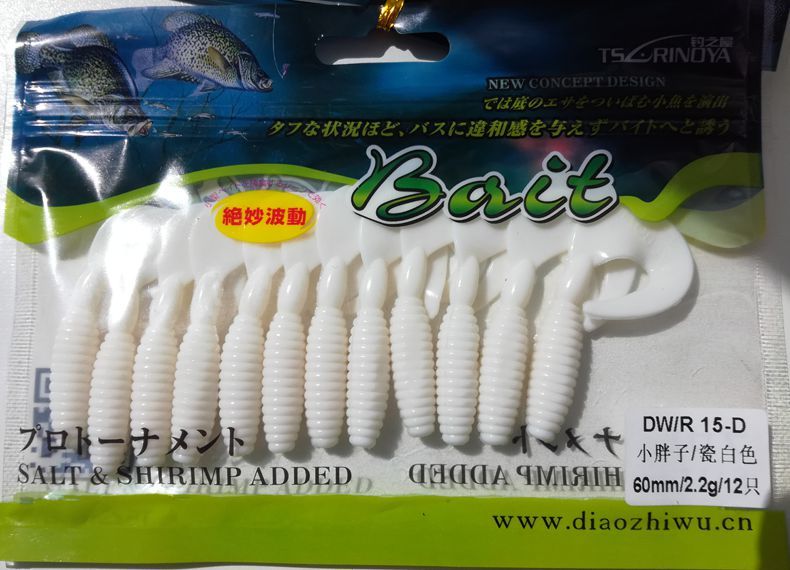 钓之屋
TSURINOYA
NEW CONCEPT DESIGN
では底のエサをついばむ小魚を演出
タフな状況ほど、バスに違和感を与えずバイトへと誘う
Bait
絶妙波動
プロトーナメント
SALT & SHIRIMP ADDED
DW/R 15-D
小胖子/瓷白色
60mm/2.2g/12只
www.diaozhiwu.cn